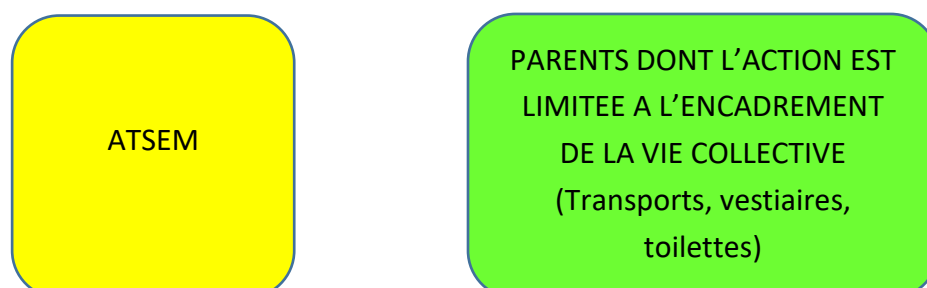 ATSEM
PARENTS DONT L’ACTION EST
LIMITEE A L’ENCADREMENT
DE LA VIE COLLECTIVE
(Transports, vestiaires,
toilettes)